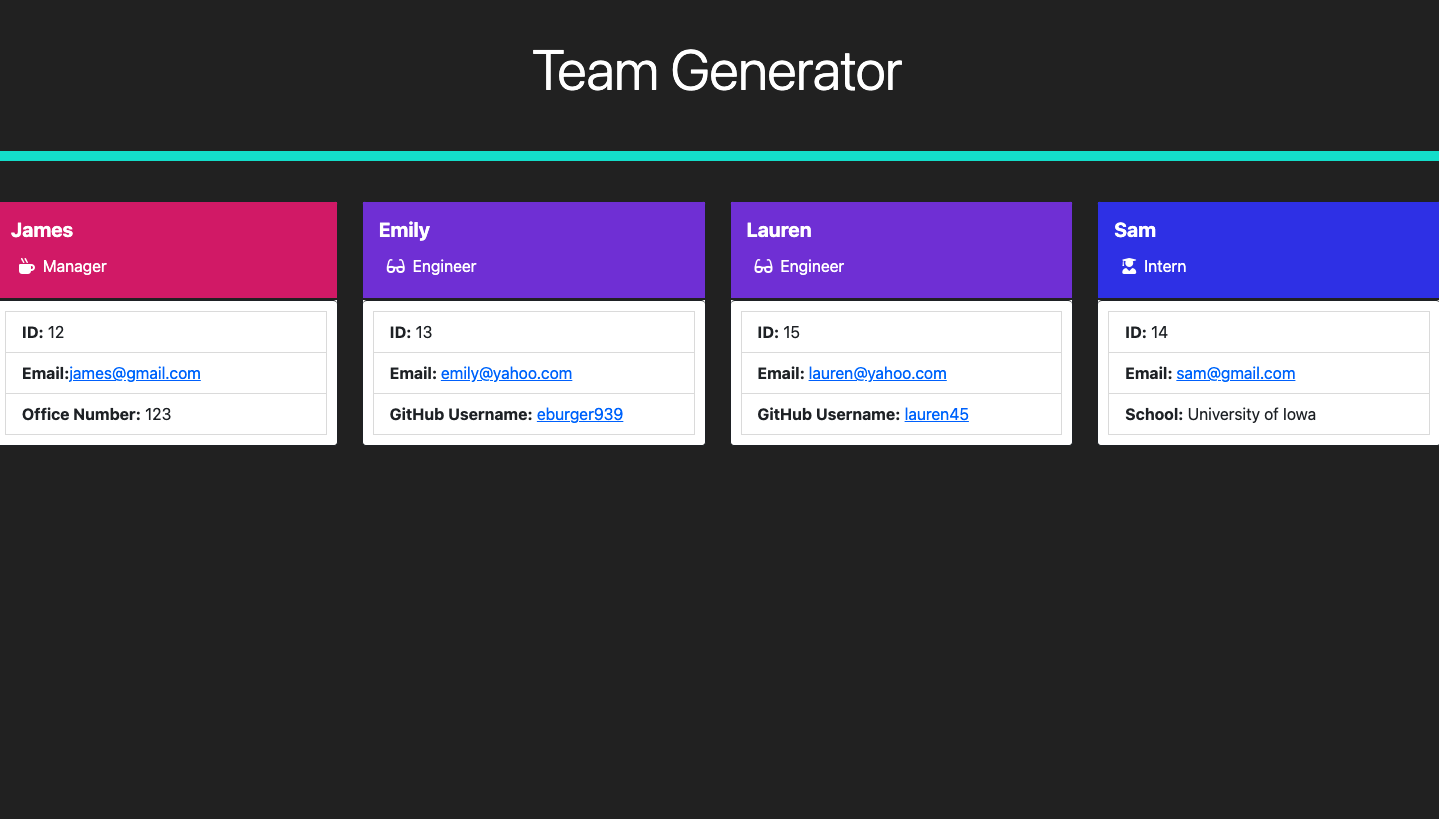 Team Generator
James
Manager
ID: 12
Email:james@gmail.com
Office Number: 123
Emily
Engineer
ID: 13
Email: emily@yahoo.com
GitHub Username: eburger939
Lauren
Engineer
ID: 15
Email: lauren@yahoo.com
GitHub Username: lauren45
Sam
Intern
ID: 14
Email: sam@gmail.com
School: University of Iowa